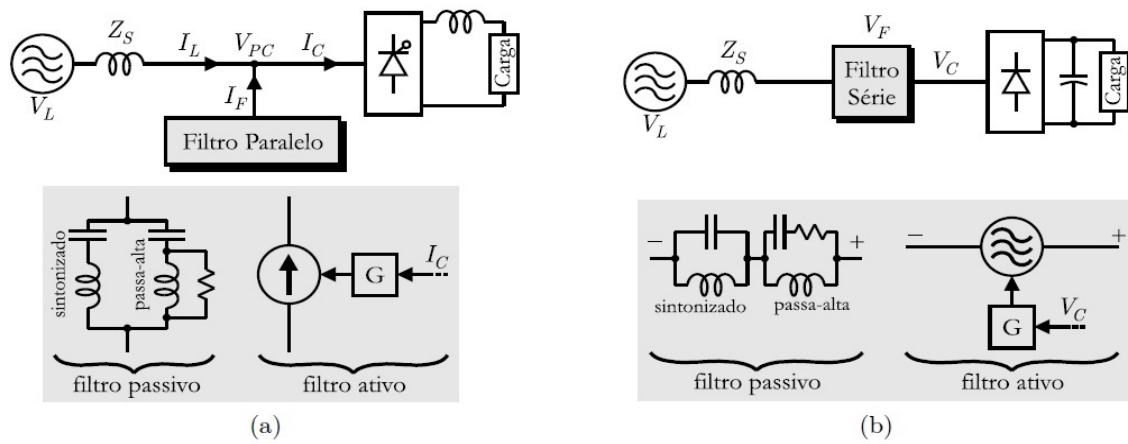 Z_S
I_L
V_PC
I_C
V_L
I_F
Filtro Paralelo
Carga
sintonizado
passa-alta
G
I_C
filtro passivo
filtro ativo
(a)
Z_S
V_F
V_L
Filtro
Série
V_C
Carga
−
+
sintonizado
passa-alta
−
+
G
V_C
filtro passivo
filtro ativo
(b)